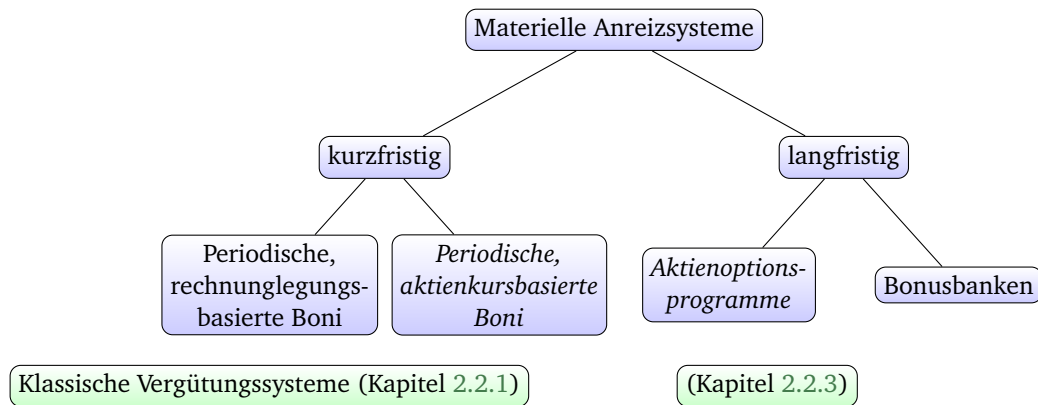 Materielle Anreizsysteme
kurzfristig
langfristig
Periodische,
rechnunglegungs-
basierte Boni
Periodische,
aktienkursbasierte
Boni
Aktienoptions-
programme
Bonusbanken
Klassische Vergütungssysteme (Kapitel 2.2.1)
(Kapitel 2.2.3)